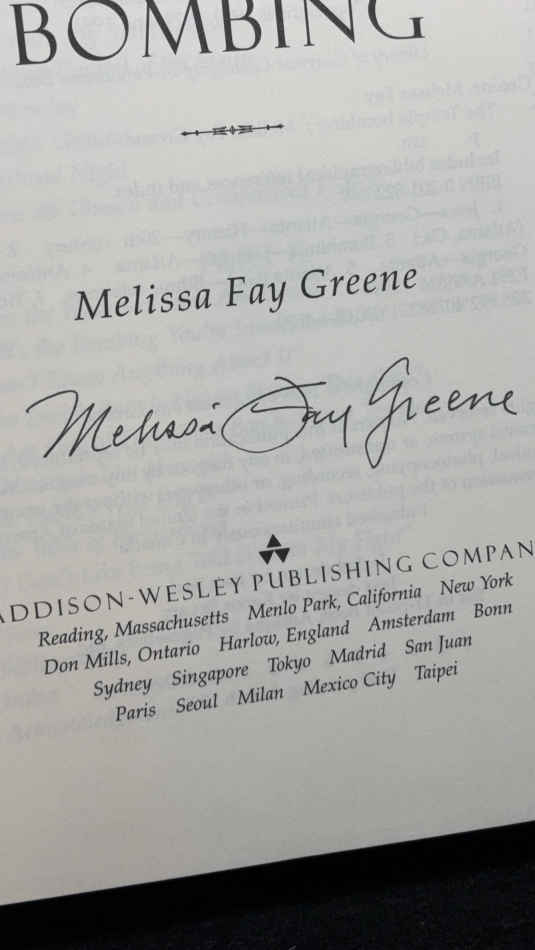 BOMBING
Melissa Fay Greene
Melissa Fay Greene
ADDISON-WESLEY PUBLISHING COMPAN
Reading, Massachusetts Menlo Park, California New York
Don Mills, Ontario Harlow, England Amsterdam Bonn
Sydney Singapore Tokyo Madrid San Juan
Paris Seoul Milan Mexico City Taipei